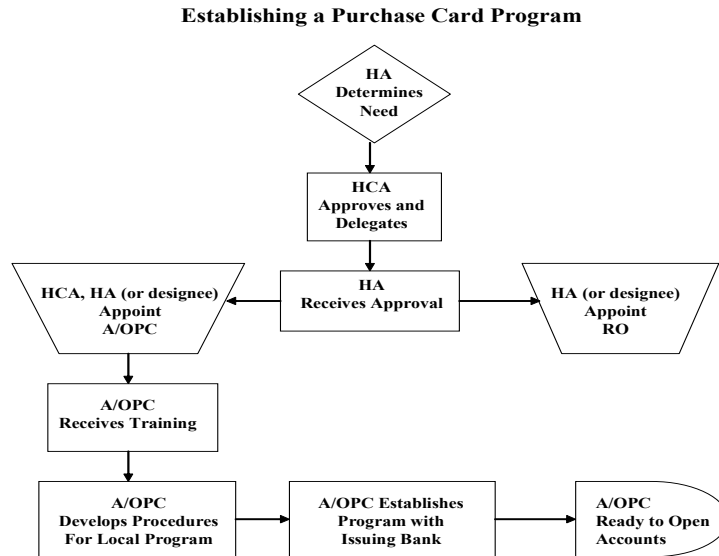 Establishing a Purchase Card Program
HA
Determines
Need
HCA
Approves and
Delegates
HCA, HA (or designee)
Appoint
A/OPC
HA
Receives Approval
HA (or designee)
Appoint
RO
A/OPC
Receives Training
A/OPC
Develops Procedures
For Local Program
A/OPC Establishes
Program with
Issuing Bank
A/OPC
Ready to Open
Accounts